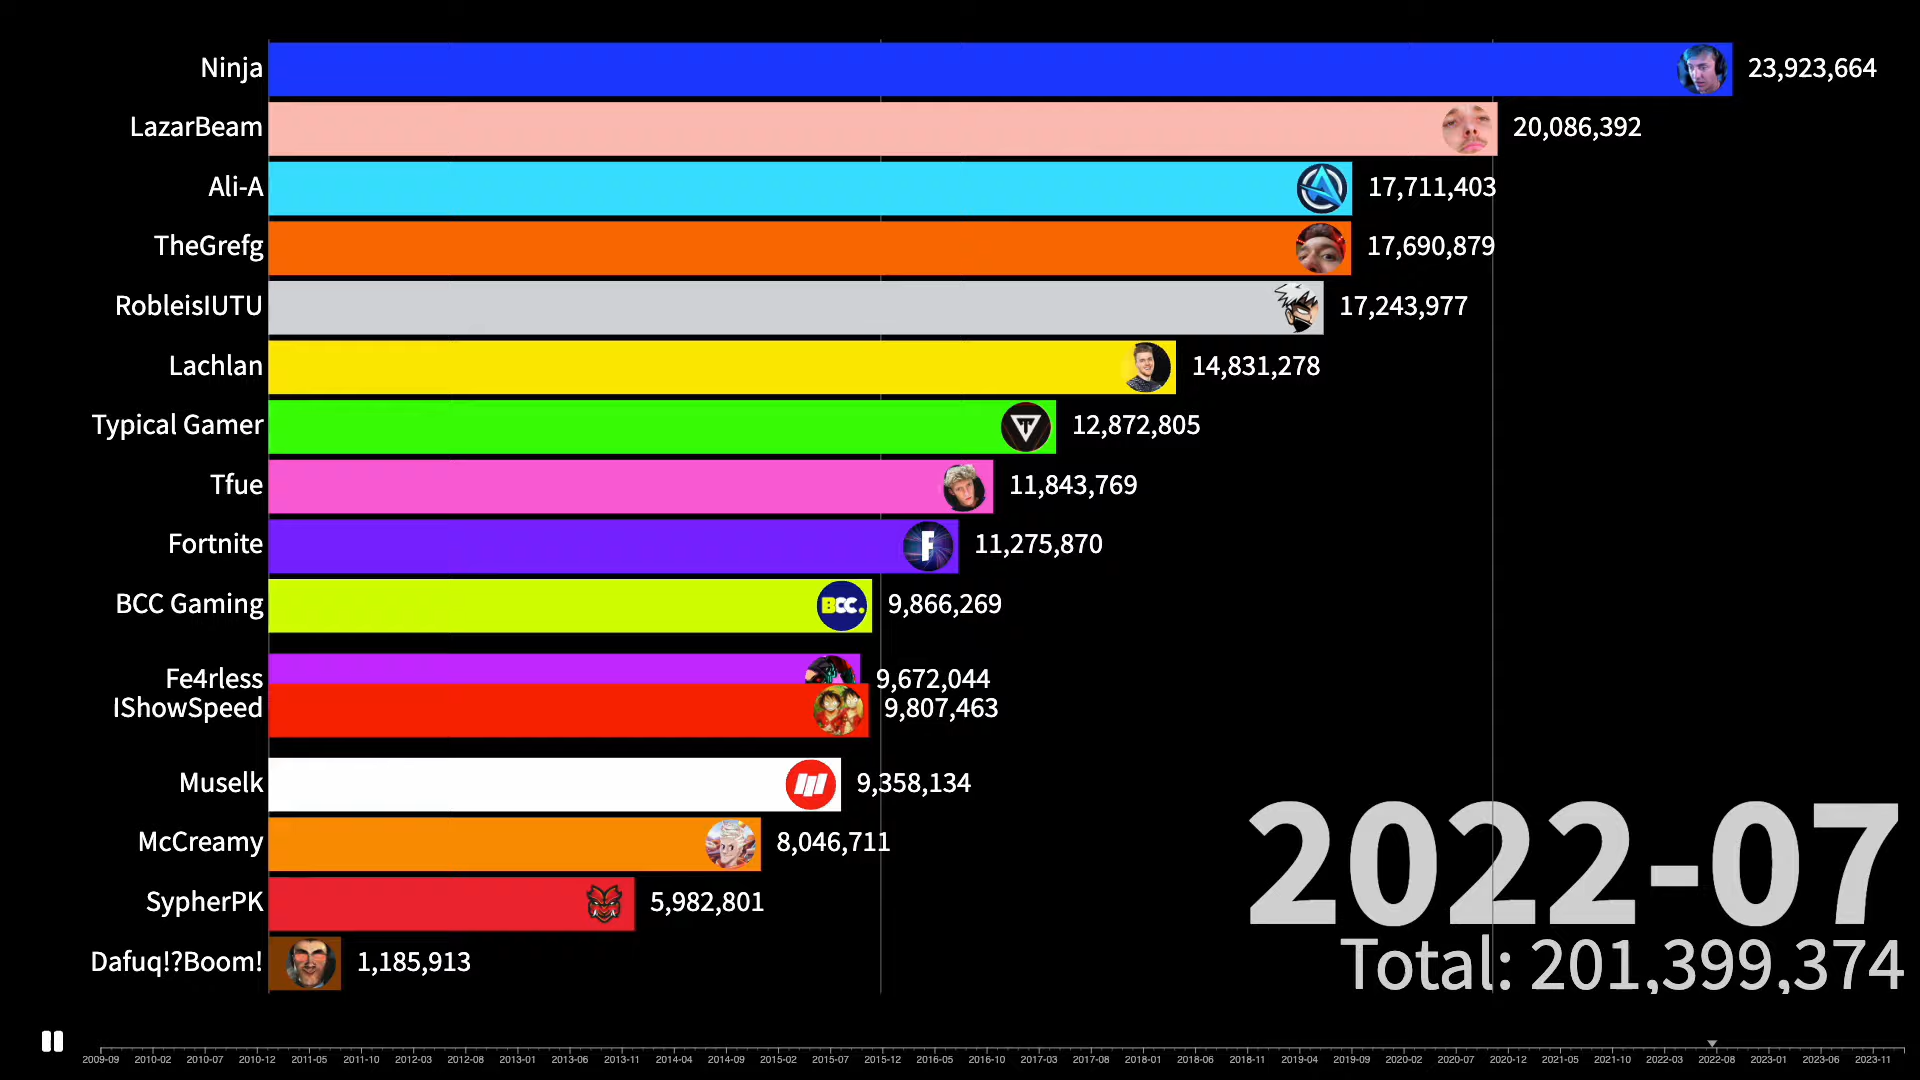 Ninja 23,923,664
LazarBeam 20,086,392
Ali-A 17,711,403
TheGrefg 17,690,879
RobleisIUTU 17,243,977
Lachlan 14,831,278
Typical Gamer 12,872,805
Tfue 11,843,769
Fortnite F 11,275,870
BCC Gaming BCC. 9,866,269
Fe4rless 9,672,044
IShowSpeed 9,807,463
Muselk 9,358,134
McCreamy 8,046,711
SypherPK 5,982,801
Dafuq!?Boom! 1,185,913
2022-07
Total: 201,399,374
2009-09 2010-02 2010-07 2010-12 2011-05 2011-10 2012-03 2012-08 2013-01 2013-06 2013-11 2014-04 2014-09 2015-02 2015-07 2015-12 2016-05 2016-10 2017-03 2017-08 2018-01 2018-06 2018-11 2019-04 2019-09 2020-02 2020-07 2020-12 2021-05 2021-10 2022-03 2022-08 2023-01 2023-06 2023-11